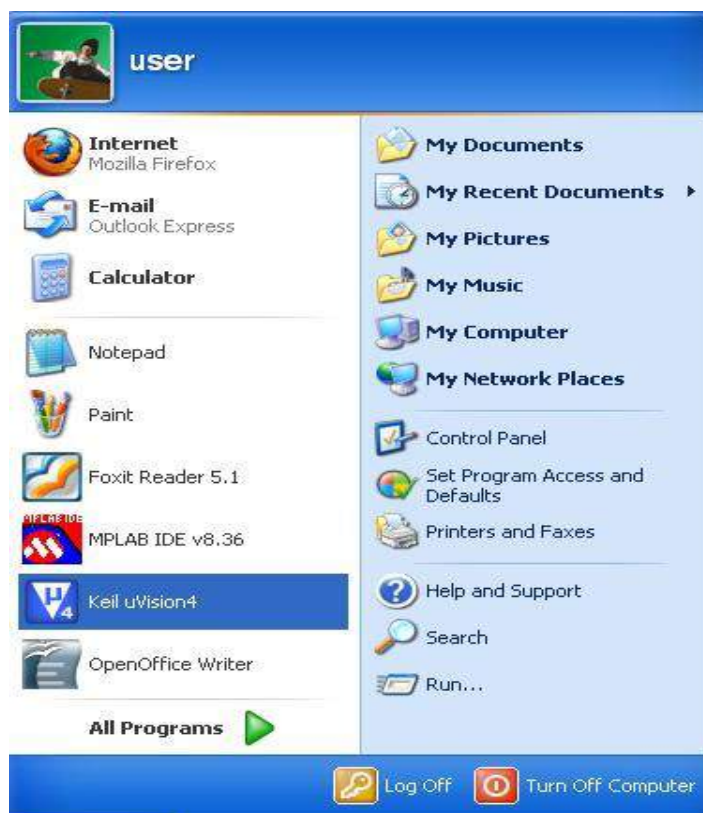 user
Internet
Mozilla Firefox
E-mail
Outlook Express
Calculator
Notepad
Paint
Foxit Reader 5.1
MPLAB IDE
MPLAB IDE v8.36
µ
V4
Keil uVision4
OpenOffice Writer
All Programs
My Documents
My Recent Documents
My Pictures
My Music
My Computer
My Network Places
Control Panel
Set Program Access and
Defaults
Printers and Faxes
Help and Support
Search
Run...
Log Off
Turn Off Computer